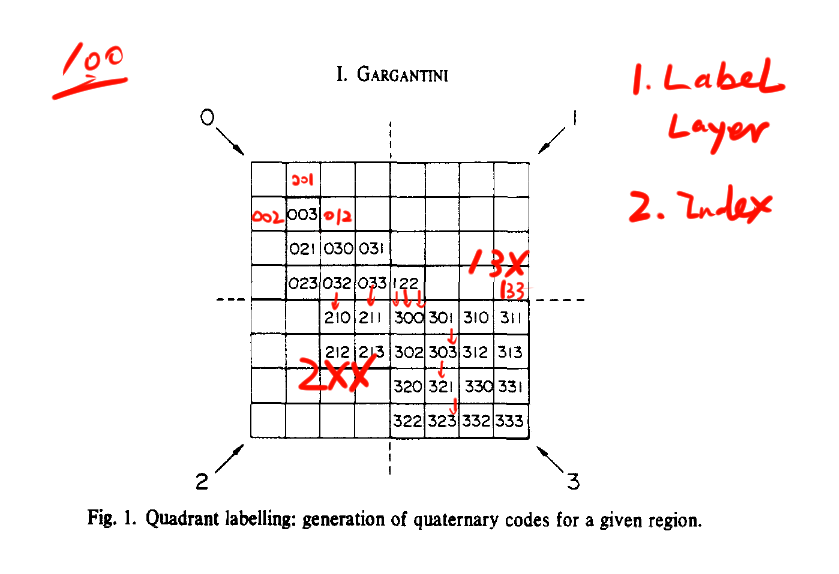 100
I. GARGANTINI
1. Label
Layer
0
1
001
002 003 012
021 030 031
13X
023 032 033 122
133
210 211 300 301 310 311
212 213 302 303 312 313
2XX
320 321 330 331
322 323 332 333
2. Index
2
3
Fig. 1. Quadrant labelling: generation of quaternary codes for a given region.